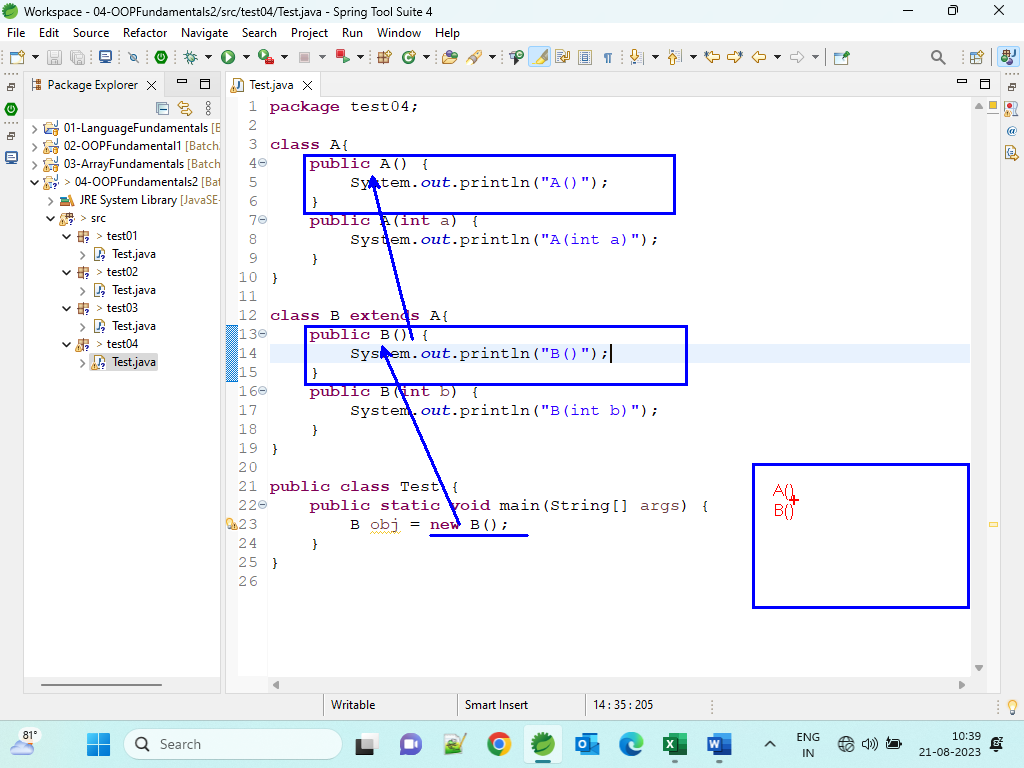 Workspace - 04-OOPFundamentals2/src/test04/Test.java - Spring Tool Suite 4
File Edit Source Refactor Navigate Search Project Run Window Help
Package Explorer
Test.java
01-LanguageFundamentals [B
02-OOPFundamental1 [Batch
03-ArrayFundamentals [Batch
> 04-OOPFundamentals2 [Bat
JRE System Library [JavaSE-
> src
> test01
Test.java
> test02
Test.java
> test03
Test.java
> test04
Test.java
1 package test04;
2
3 class A{
4 public A() {
5 System.out.println("A()");
6 }
7 public A(int a) {
8 System.out.println("A(int a)");
9 }
10 }
11
12 class B extends A{
13 public B() {
14 System.out.println("B()");
15 }
16 public B(int b) {
17 System.out.println("B(int b)");
18 }
19 }
20
21 public class Test {
22 public static void main(String[] args) {
23 B obj = new B();
24 }
25 }
26
A()
B()
Writable Smart Insert 14 : 35 : 205
81°
Search
ENG
IN
10:39
21-08-2023